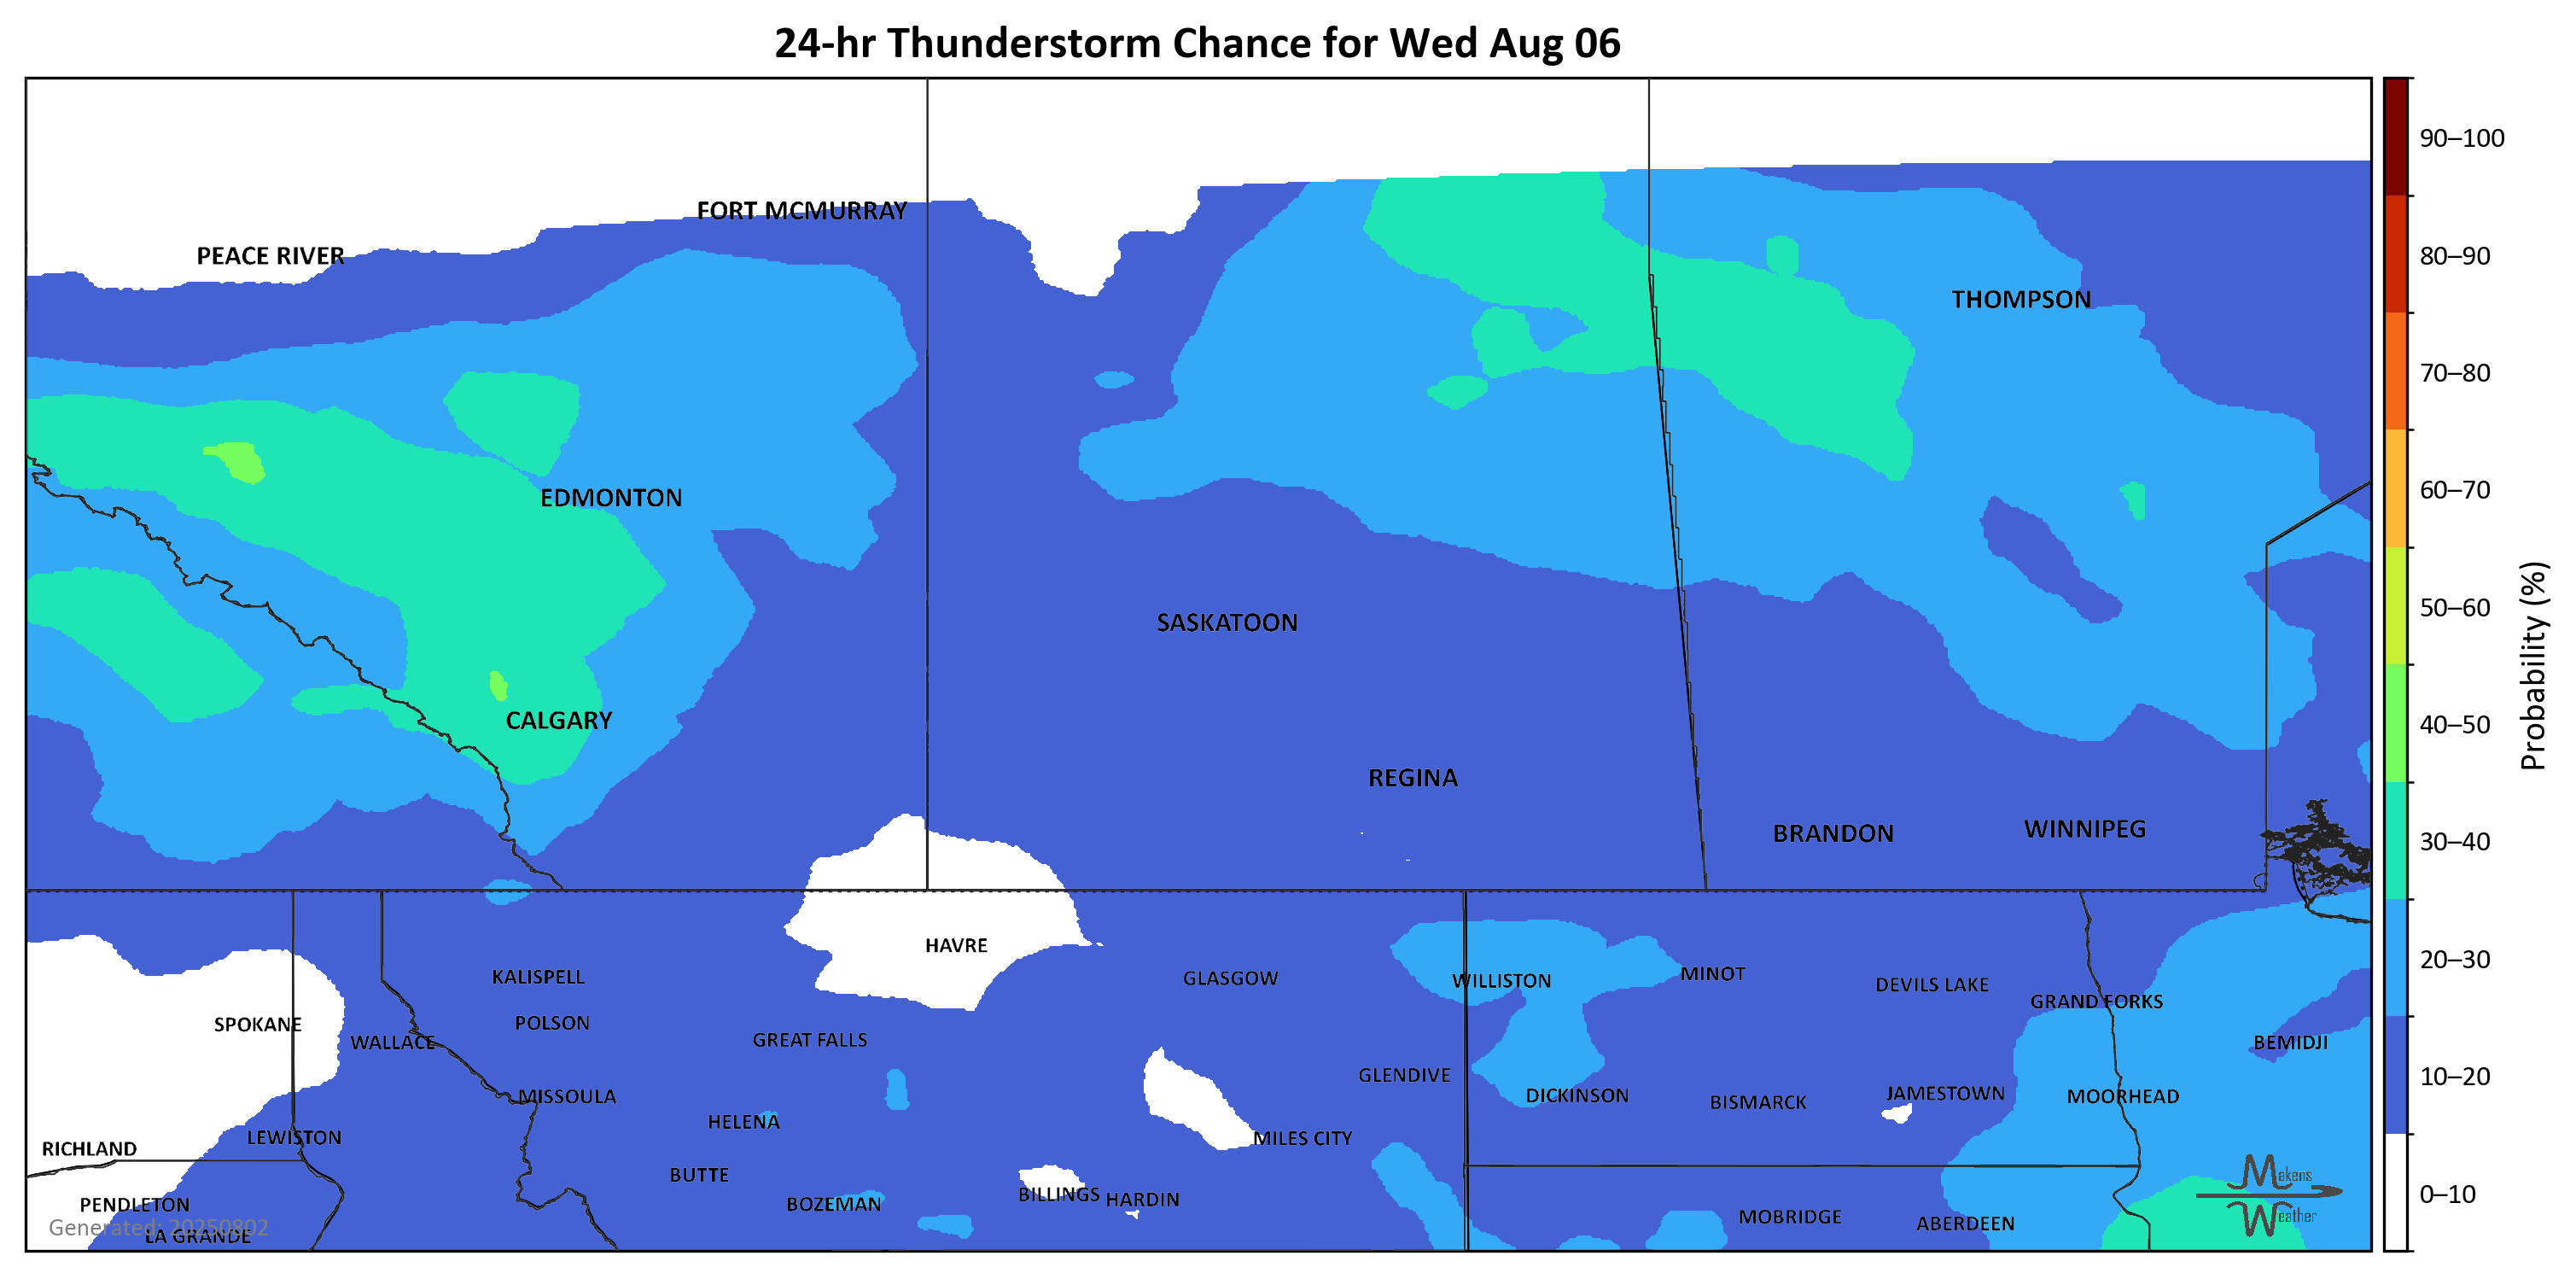 24-hr Thunderstorm Chance for Wed Aug 06
90–100
FORT MCMURRAY
PEACE RIVER
80–90
THOMPSON
70–80
60–70
EDMONTON
50–60
SASKATOON
Probability (%)
CALGARY
40–50
REGINA
WINNIPEG
BRANDON
30–40
HAVRE
20–30
MINOT
KALISPELL
GLASGOW
WILLISTON
DEVILS LAKE
GRAND FORKS
POLSON
SPOKANE
GREAT FALLS
WALLACE
BEMIDJI
GLENDIVE
10–20
JAMESTOWN
DICKINSON
MISSOULA
MOORHEAD
BISMARCK
HELENA
LEWISTON
MILES CITY
RICHLAND
BUTTE
Makens
BILLINGS
0–10
HARDIN
PENDLETON
BOZEMAN
MOBRIDGE
Weather
ABERDEEN
Generated: 20250802
LA GRANDE